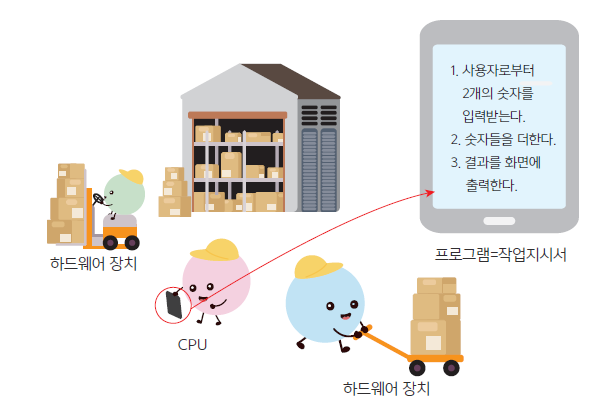 1. 사용자로부터
2개의 숫자를
입력받는다.
2. 숫자들을 더한다.
3. 결과를 화면에
출력한다.
프로그램=작업지시서
하드웨어 장치
CPU
하드웨어 장치